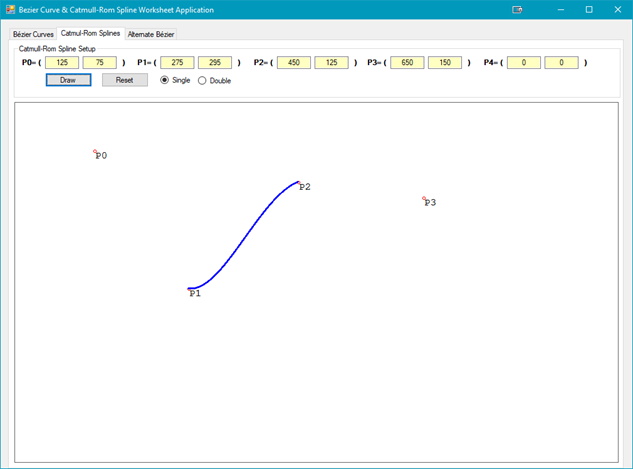 Bezier Curve & Catmull-Rom Spline Worksheet Application
Bézier Curves Catmul-Rom Splines Alternate Bézier
Catmull-Rom Spline Setup
P0= ( 125 75 ) P1= ( 275 295 ) P2= ( 450 125 ) P3= ( 650 150 ) P4= ( 0 0 )
Draw Reset Single Double
P0
P2
P3
P1